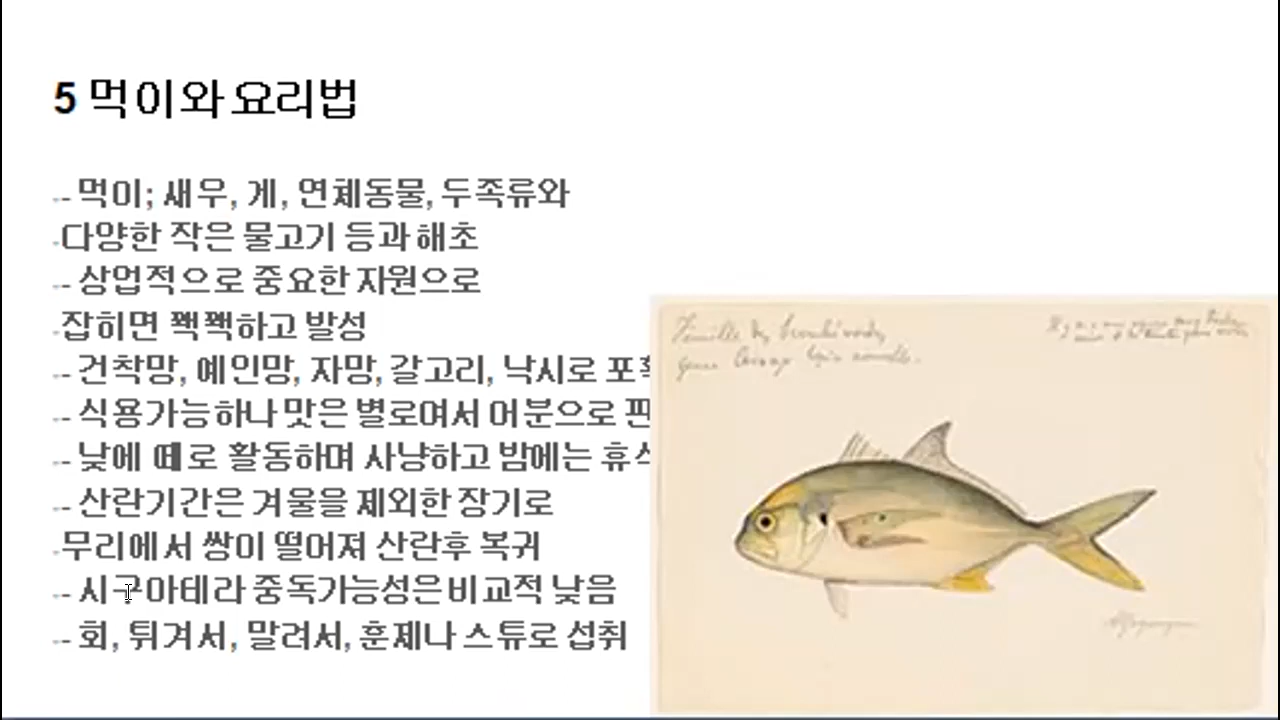 5 먹이와 요리법
-- 먹이; 새우, 게, 연체동물, 두족류와
-다양한 작은 물고기 등과 해초
-- 상업적으로 중요한 자원으로
-잡히면 꽥꽥하고 발성
-- 건착망, 예인망, 자망, 갈고리, 낙시로
-- 식용가능하나 맛은 별로여서 어분으로
-- 낮에 떼로 활동하며 사냥하고 밤에는
-- 산란기간은 겨울을 제외한 장기로
-무리에서 쌍이 떨어져 산란후 복귀
-- 시구아테라 중독가능성은 비교적 낮음
-- 회, 튀겨서, 말려서, 훈제나 스튜로 섭취